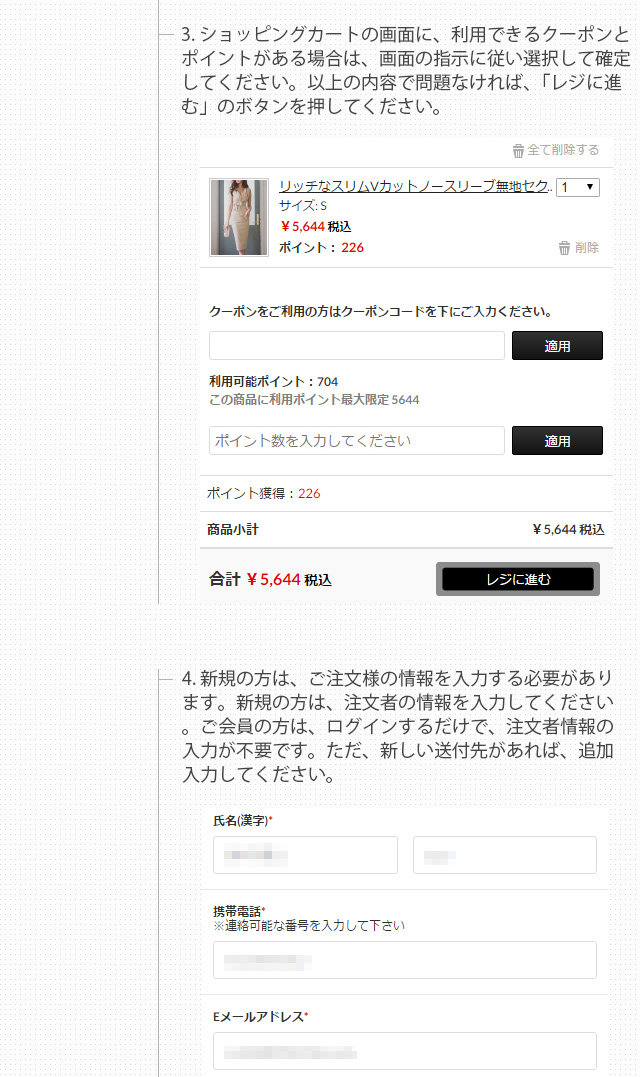 3. ショッピングカートの画面に、利用できるクーポンと
ポイントがある場合は、画面の指示に従い選択して確定
してください。以上の内容で問題なければ、「レジに進
む」のボタンを押してください。
全て削除する
リッチなスリムVカットノースリーブ無地セク.. 1
サイズ: S
￥5,644 税込
ポイント： 226
削除
クーポンをご利用の方はクーポンコードを下にご入力ください。
適用
利用可能ポイント：704
この商品に利用ポイント最大限定 5644
ポイント数を入力してください 適用
ポイント獲得：226
商品小計 ￥5,644 税込
合計 ￥5,644 税込 レジに進む
4. 新規の方は、ご注文様の情報を入力する必要があり
ます。新規の方は、注文者の情報を入力してください
。ご会員の方は、ログインするだけで、注文者情報の
入力が不要です。ただ、新しい送付先があれば、追加
入力してください。
氏名(漢字)*
携帯電話*
※連絡可能な番号を入力して下さい
Eメールアドレス*